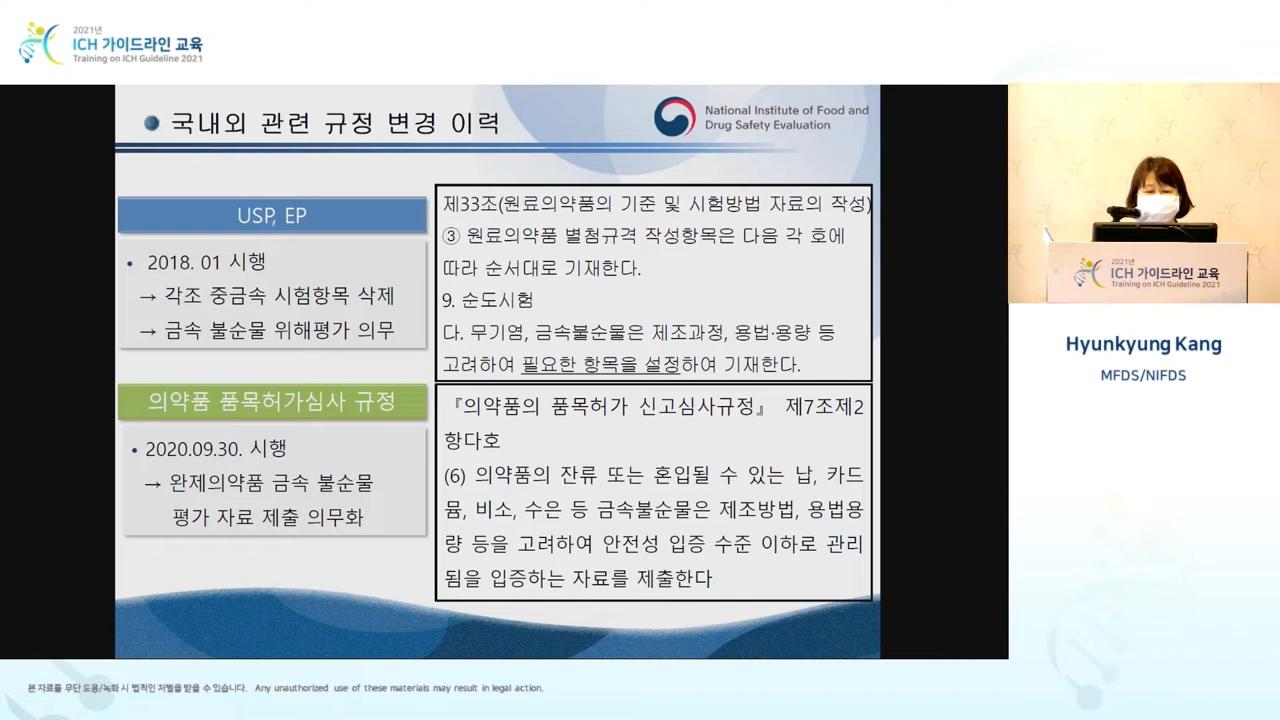 2021년
ICH 가이드라인 교육
Training on ICH Guideline 2021
국내외 관련 규정 변경 이력
National Institute of Food and
Drug Safety Evaluation
USP, EP
• 2018. 01 시행
→ 각조 중금속 시험항목 삭제
→ 금속 불순물 위해평가 의무
의약품 품목허가심사 규정
• 2020.09.30. 시행
→ 완제의약품 금속 불순물
평가 자료 제출 의무화
제33조(원료의약품의 기준 및 시험방법 자료의 작성)
③ 원료의약품 별첨규격 작성항목은 다음 각 호에
따라 순서대로 기재한다.
9. 순도시험
다. 무기염, 금속불순물은 제조과정, 용법·용량 등
고려하여 필요한 항목을 설정하여 기재한다.
『의약품의 품목허가 신고심사규정』 제7조제2
항다호
(6) 의약품의 잔류 또는 혼입될 수 있는 납, 카드
뮴, 비소, 수은 등 금속불순물은 제조방법, 용법용
량 등을 고려하여 안전성 입증 수준 이하로 관리
됨을 입증하는 자료를 제출한다
2021년
ICH 가이드라인 교육
Training on ICH Guideline 2021
Hyunkyung Kang
MFDS/NIFDS
본 자료를 무단 도용/녹화 시 법적인 처벌을 받을 수 있습니다. Any unauthorized use of these materials may result in legal action.